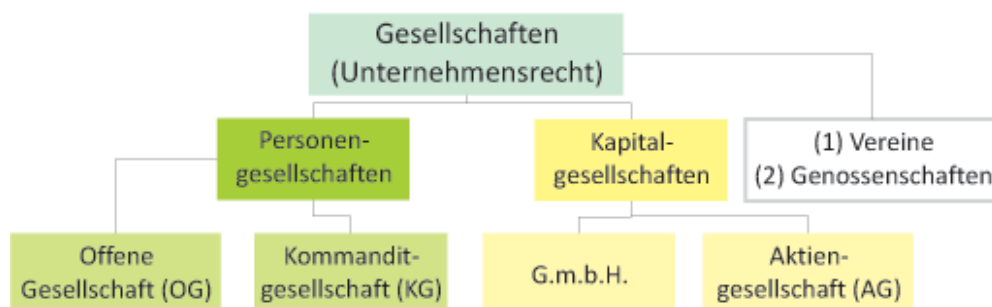 Gesellschaften
(Unternehmensrecht)
Personen-
gesellschaften
Kapital-
gesellschaften
(1) Vereine
(2) Genossenschaften
Offene
Gesellschaft (OG)
Kommandit-
gesellschaft (KG)
G.m.b.H.
Aktien-
gesellschaft (AG)